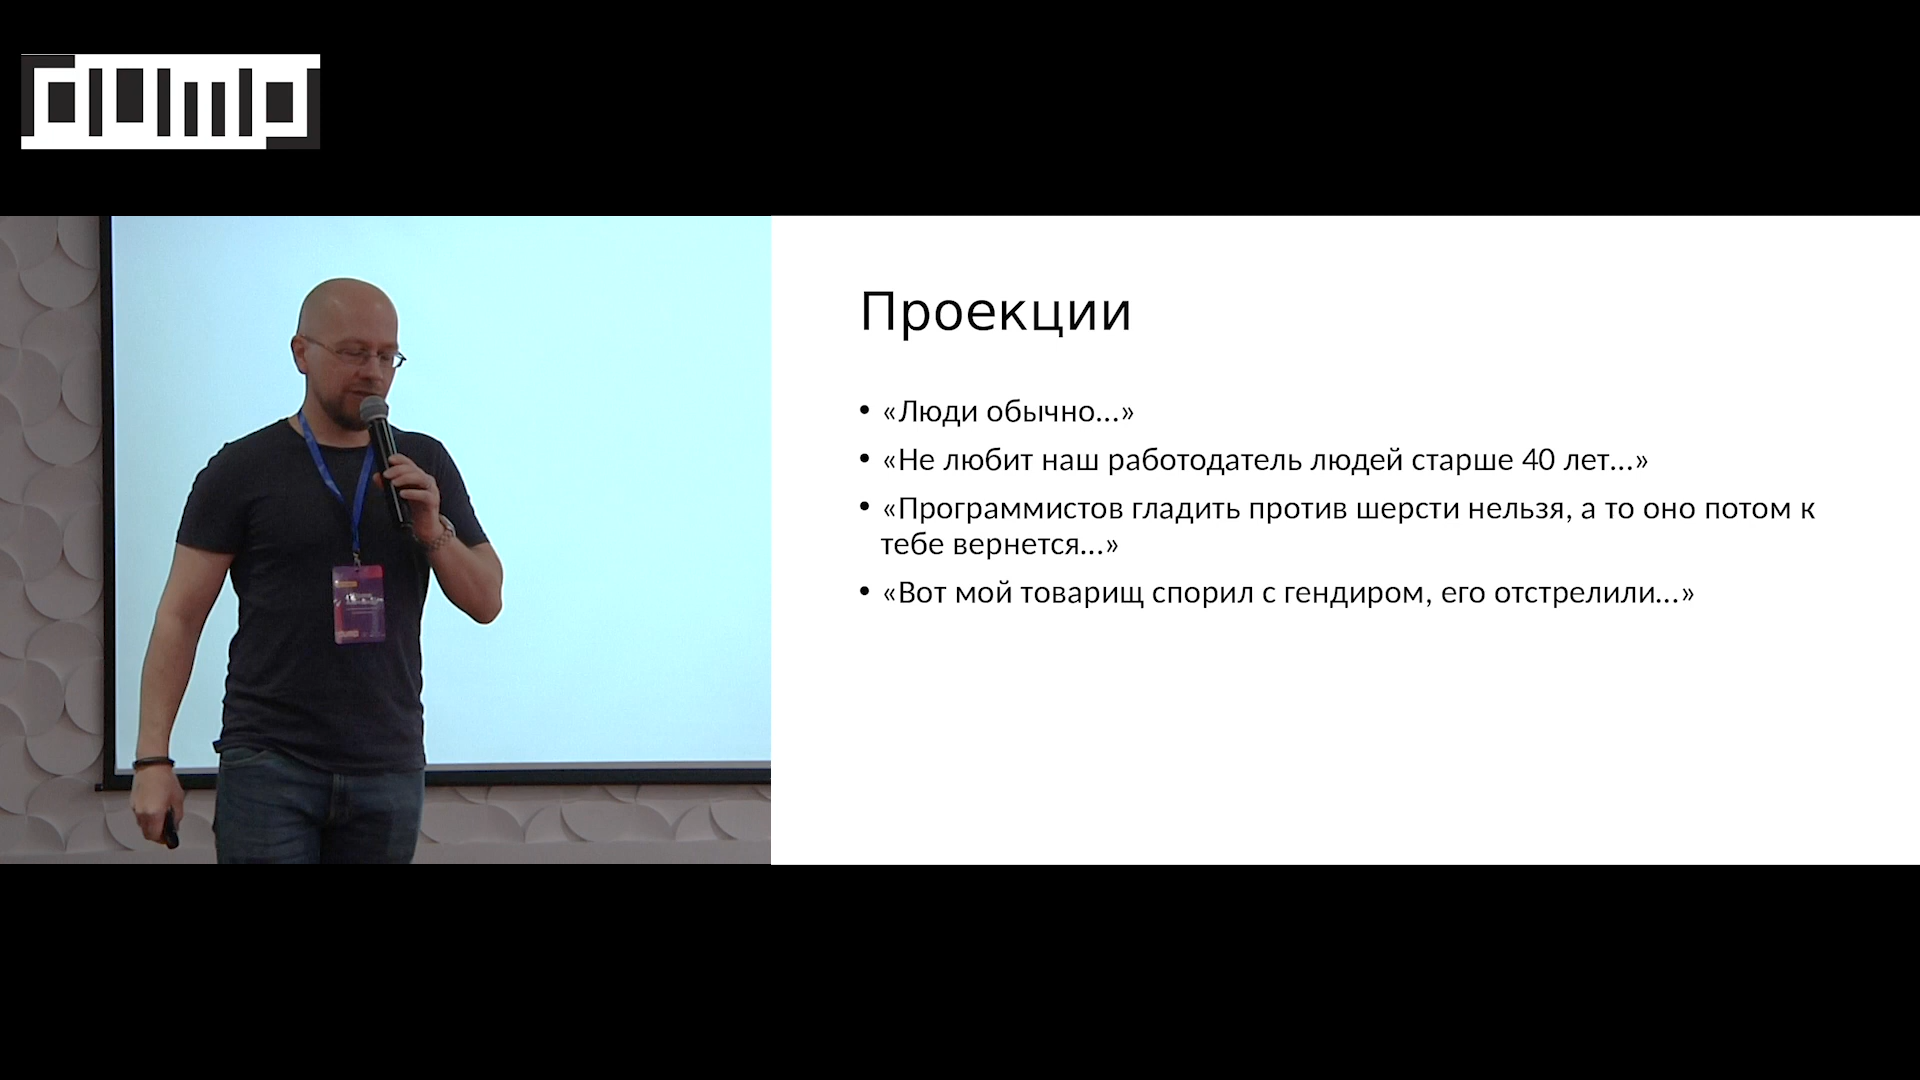 dump
Проекции
• «Люди обычно...»
• «Не любит наш работодатель людей старше 40 лет...»
• «Программистов гладить против шерсти нельзя, а то оно потом к
тебе вернется...»
• «Вот мой товарищ спорил с гендиром, его отстрелили...»